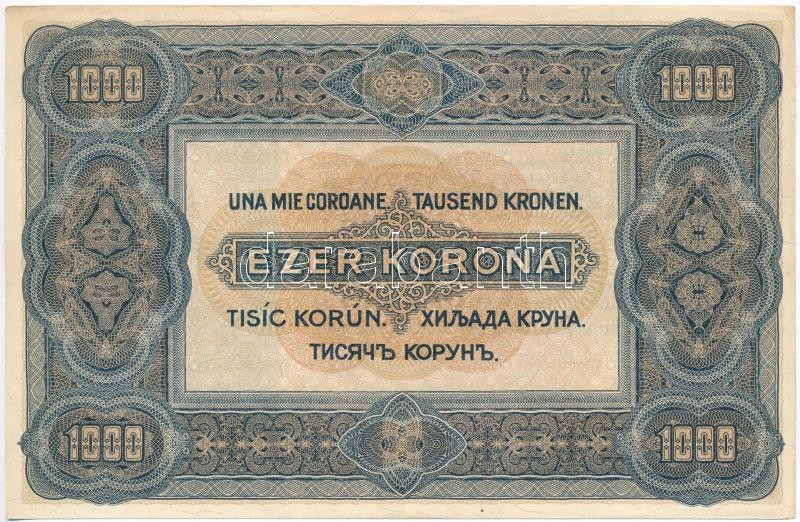 1000 1000
UNA MIE COROANE. TAUSEND KRONEN.
EZER KORONA
TISÍC KORÚN. ХИЉАДА КРУНА.
ТИСЯЧЪ КОРУНЪ.
1000 1000